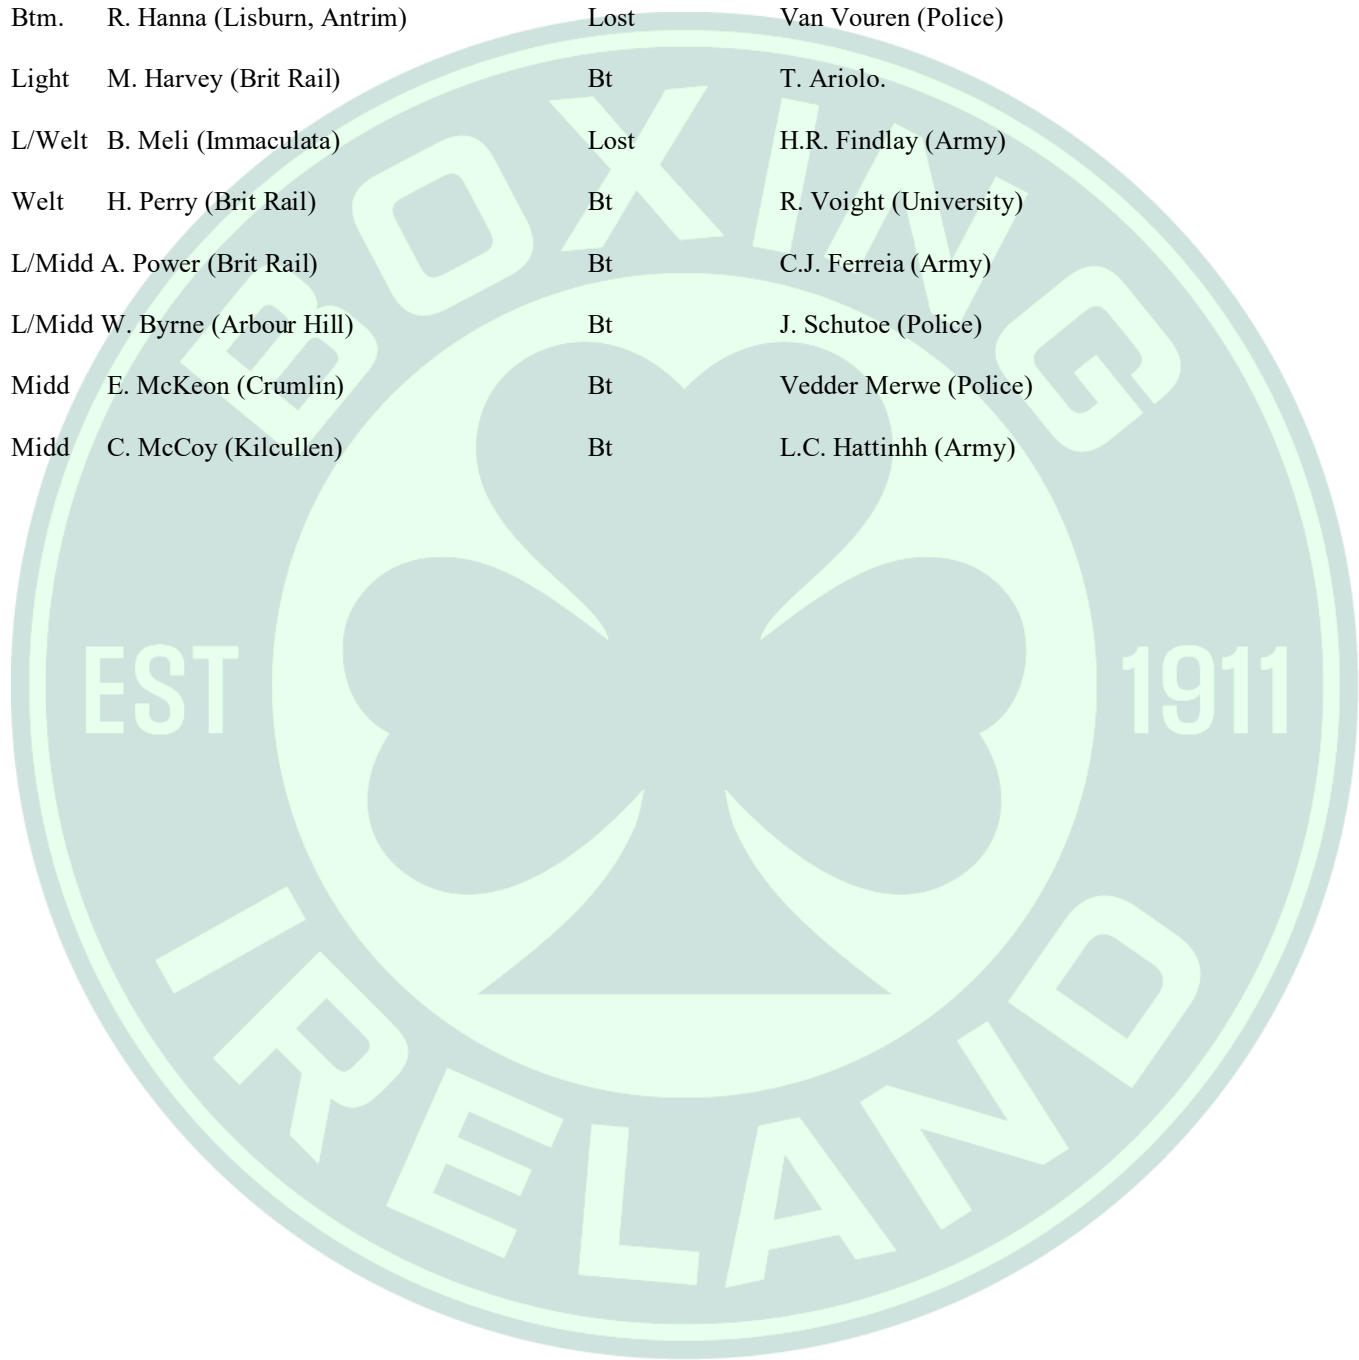 Btm. R. Hanna (Lisburn, Antrim) Lost Van Vouren (Police)
Light M. Harvey (Brit Rail) Bt T. Ariolo.
L/Welt B. Meli (Immaculata) Lost H.R. Findlay (Army)
Welt H. Perry (Brit Rail) Bt R. Voight (University)
L/Midd A. Power (Brit Rail) Bt C.J. Ferreia (Army)
L/Midd W. Byrne (Arbour Hill) Bt J. Schutoe (Police)
Midd E. McKeon (Crumlin) Bt Vedder Merwe (Police)
Midd C. McCoy (Kilcullen) Bt L.C. Hattinhh (Army)
BOXING
EST 1911
IRELAND